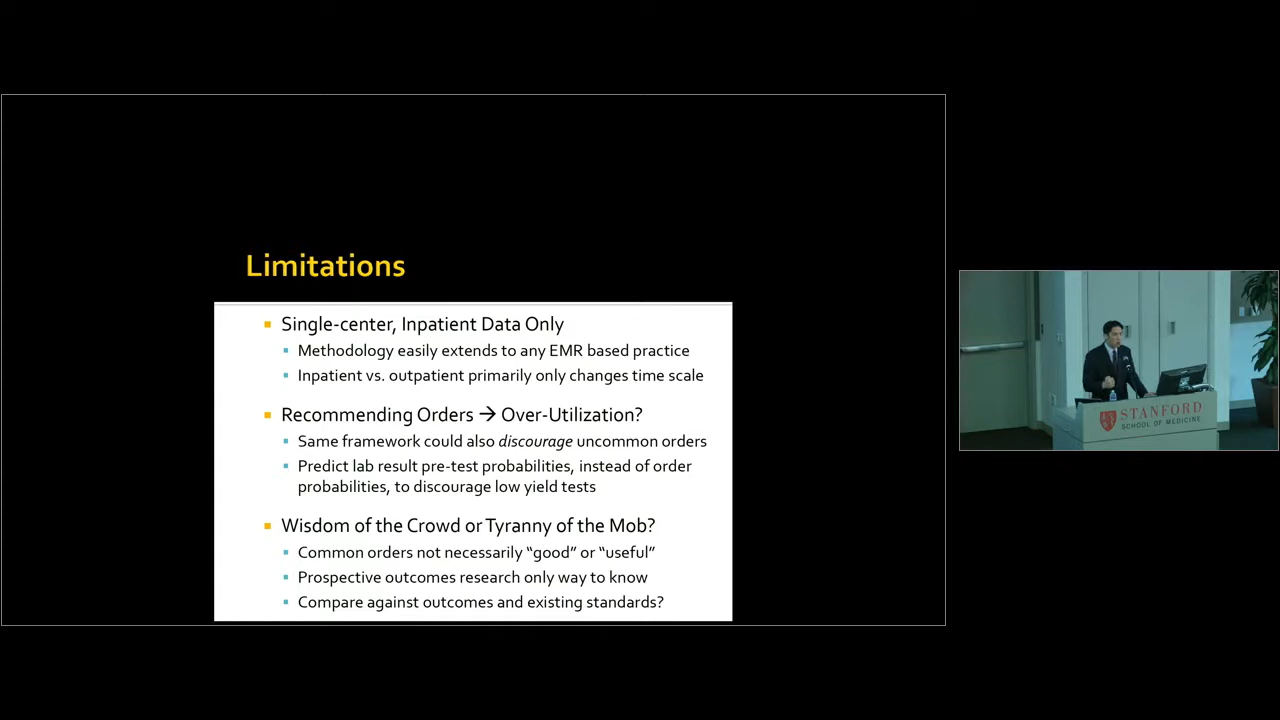 Limitations
Single-center, Inpatient Data Only
Methodology easily extends to any EMR based practice
Inpatient vs. outpatient primarily only changes time scale
Recommending Orders → Over-Utilization?
Same framework could also discourage uncommon orders
Predict lab result pre-test probabilities, instead of order
probabilities, to discourage low yield tests
Wisdom of the Crowd or Tyranny of the Mob?
Common orders not necessarily “good” or “useful”
Prospective outcomes research only way to know
Compare against outcomes and existing standards?
STANFORD
SCHOOL OF MEDICINE